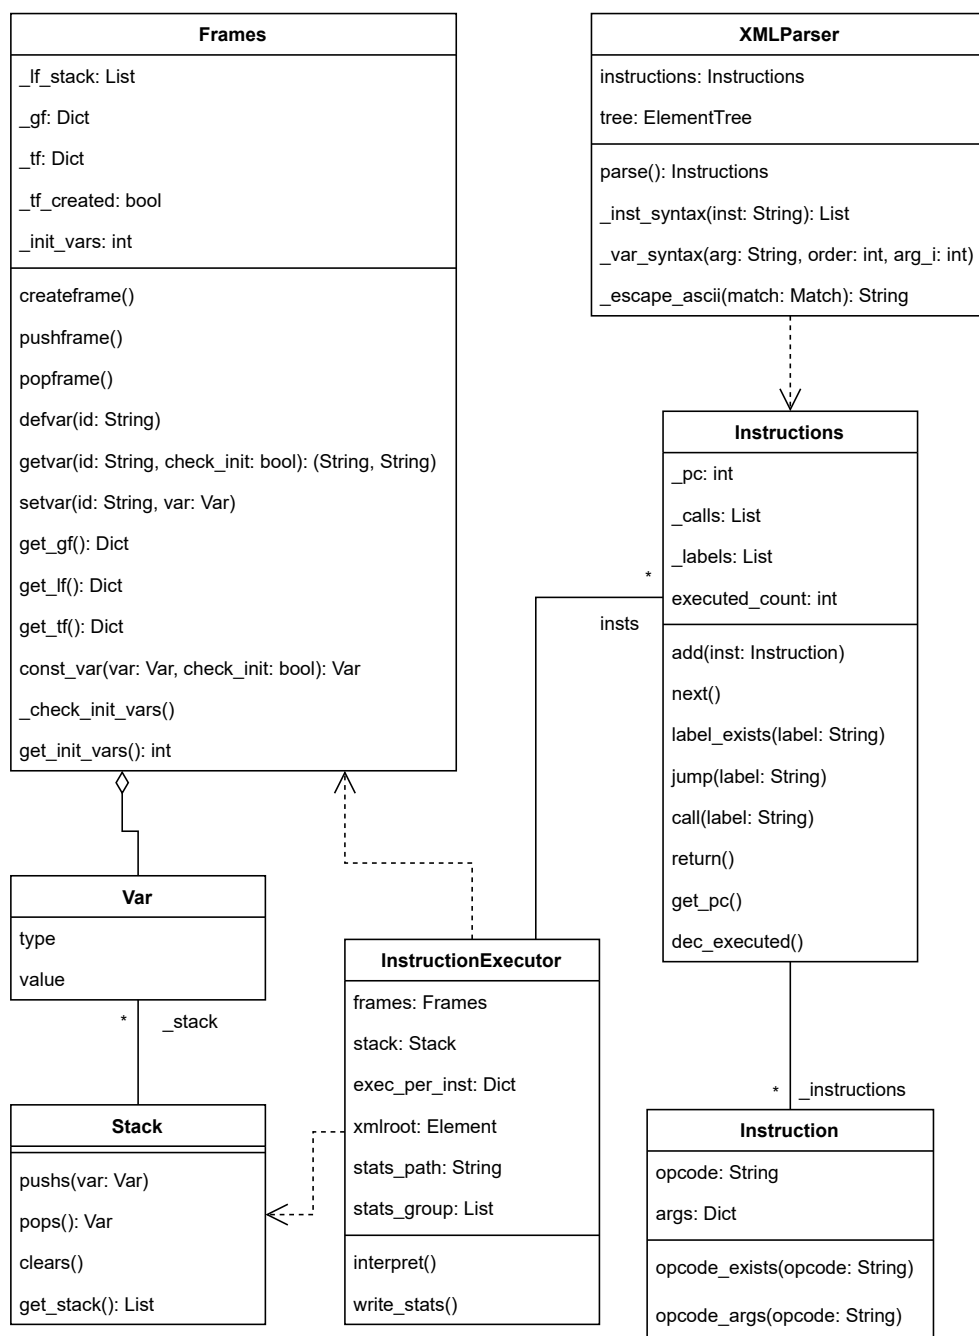 Frames
_lf_stack: List
_gf: Dict
_tf: Dict
_tf_created: bool
_init_vars: int
createframe()
pushframe()
popframe()
defvar(id: String)
getvar(id: String, check_init: bool): (String, String)
setvar(id: String, var: Var)
get_gf(): Dict
get_lf(): Dict
get_tf(): Dict
const_var(var: Var, check_init: bool): Var
_check_init_vars()
get_init_vars(): int
XMLParser
instructions: Instructions
tree: ElementTree
parse(): Instructions
_inst_syntax(inst: String): List
_var_syntax(arg: String, order: int, arg_i: int)
_escape_ascii(match: Match): String
Instructions
_pc: int
_calls: List
_labels: List
executed_count: int
add(inst: Instruction)
next()
label_exists(label: String)
jump(label: String)
call(label: String)
return()
get_pc()
dec_executed()
*
insts
Var
type
value
*
_stack
Stack
pushs(var: Var)
pops(): Var
clears()
get_stack(): List
InstructionExecutor
frames: Frames
stack: Stack
exec_per_inst: Dict
xmlroot: Element
stats_path: String
stats_group: List
interpret()
write_stats()
*
_instructions
Instruction
opcode: String
args: Dict
opcode_exists(opcode: String)
opcode_args(opcode: String)